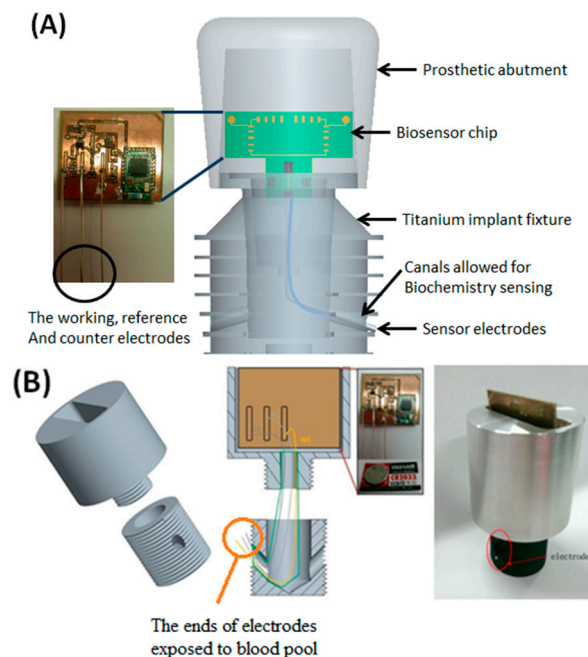 (A)
Prosthetic abutment
Biosensor chip
Titanium implant fixture
Canals allowed for
Biochemistry sensing
Sensor electrodes
The working, reference
And counter electrodes
(B)
WE
maxell
electrode
The ends of electrodes
exposed to blood pool